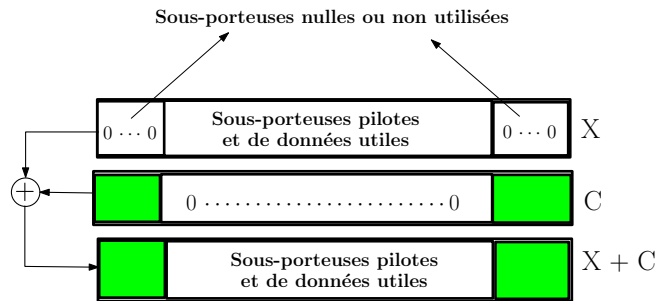 Sous-porteuses nulles ou non utilisées
0 ··· 0
Sous-porteuses pilotes
et de données utiles
0 ··· 0
X
+
0 ························ 0
C
Sous-porteuses pilotes
et de données utiles
X + C